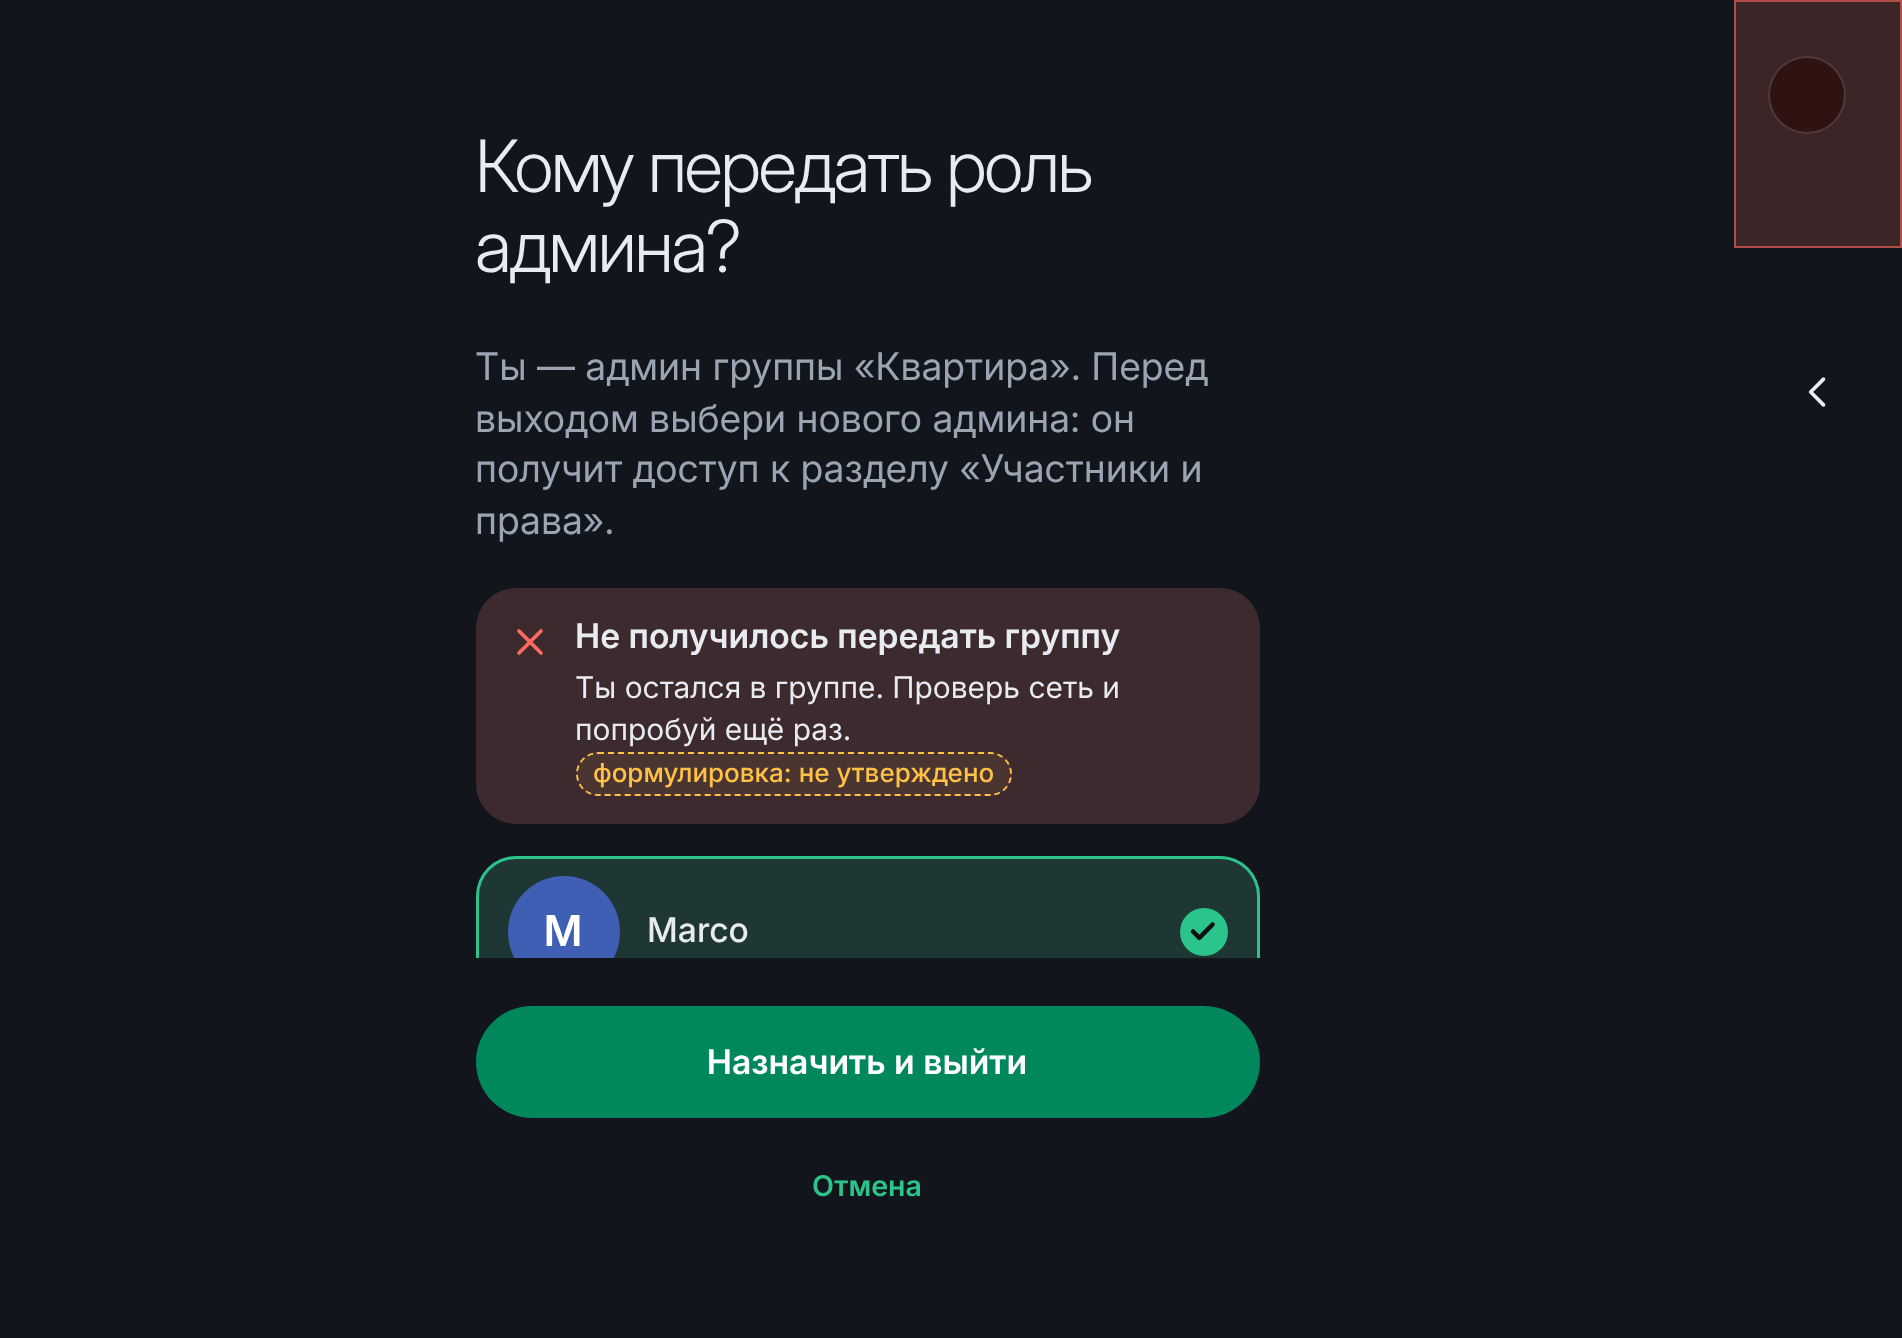 Кому передать роль
админа?
Ты — админ группы «Квартира». Перед
выходом выбери нового админа: он
получит доступ к разделу «Участники и
права».
Не получилось передать группу
Ты остался в группе. Проверь сеть и
попробуй ещё раз.
формулировка: не утверждено
M
Marco
Назначить и выйти
Отмена